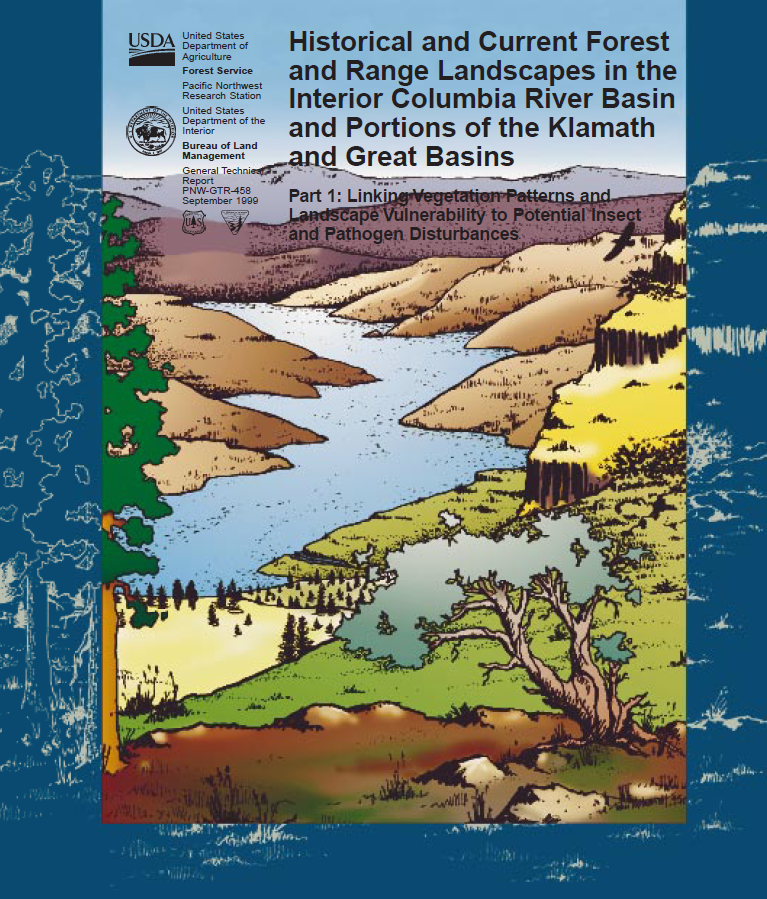 USDA
United States
Department of
Agriculture
Forest Service
Pacific Northwest
Research Station
United States
Department of the
Interior
Bureau of Land
Management
General Technical
Report
PNW-GTR-458
September 1999
Historical and Current Forest
and Range Landscapes in the
Interior Columbia River Basin
and Portions of the Klamath
and Great Basins
Part 1: Linking Vegetation Patterns and
Landscape Vulnerability to Potential Insect
and Pathogen Disturbances